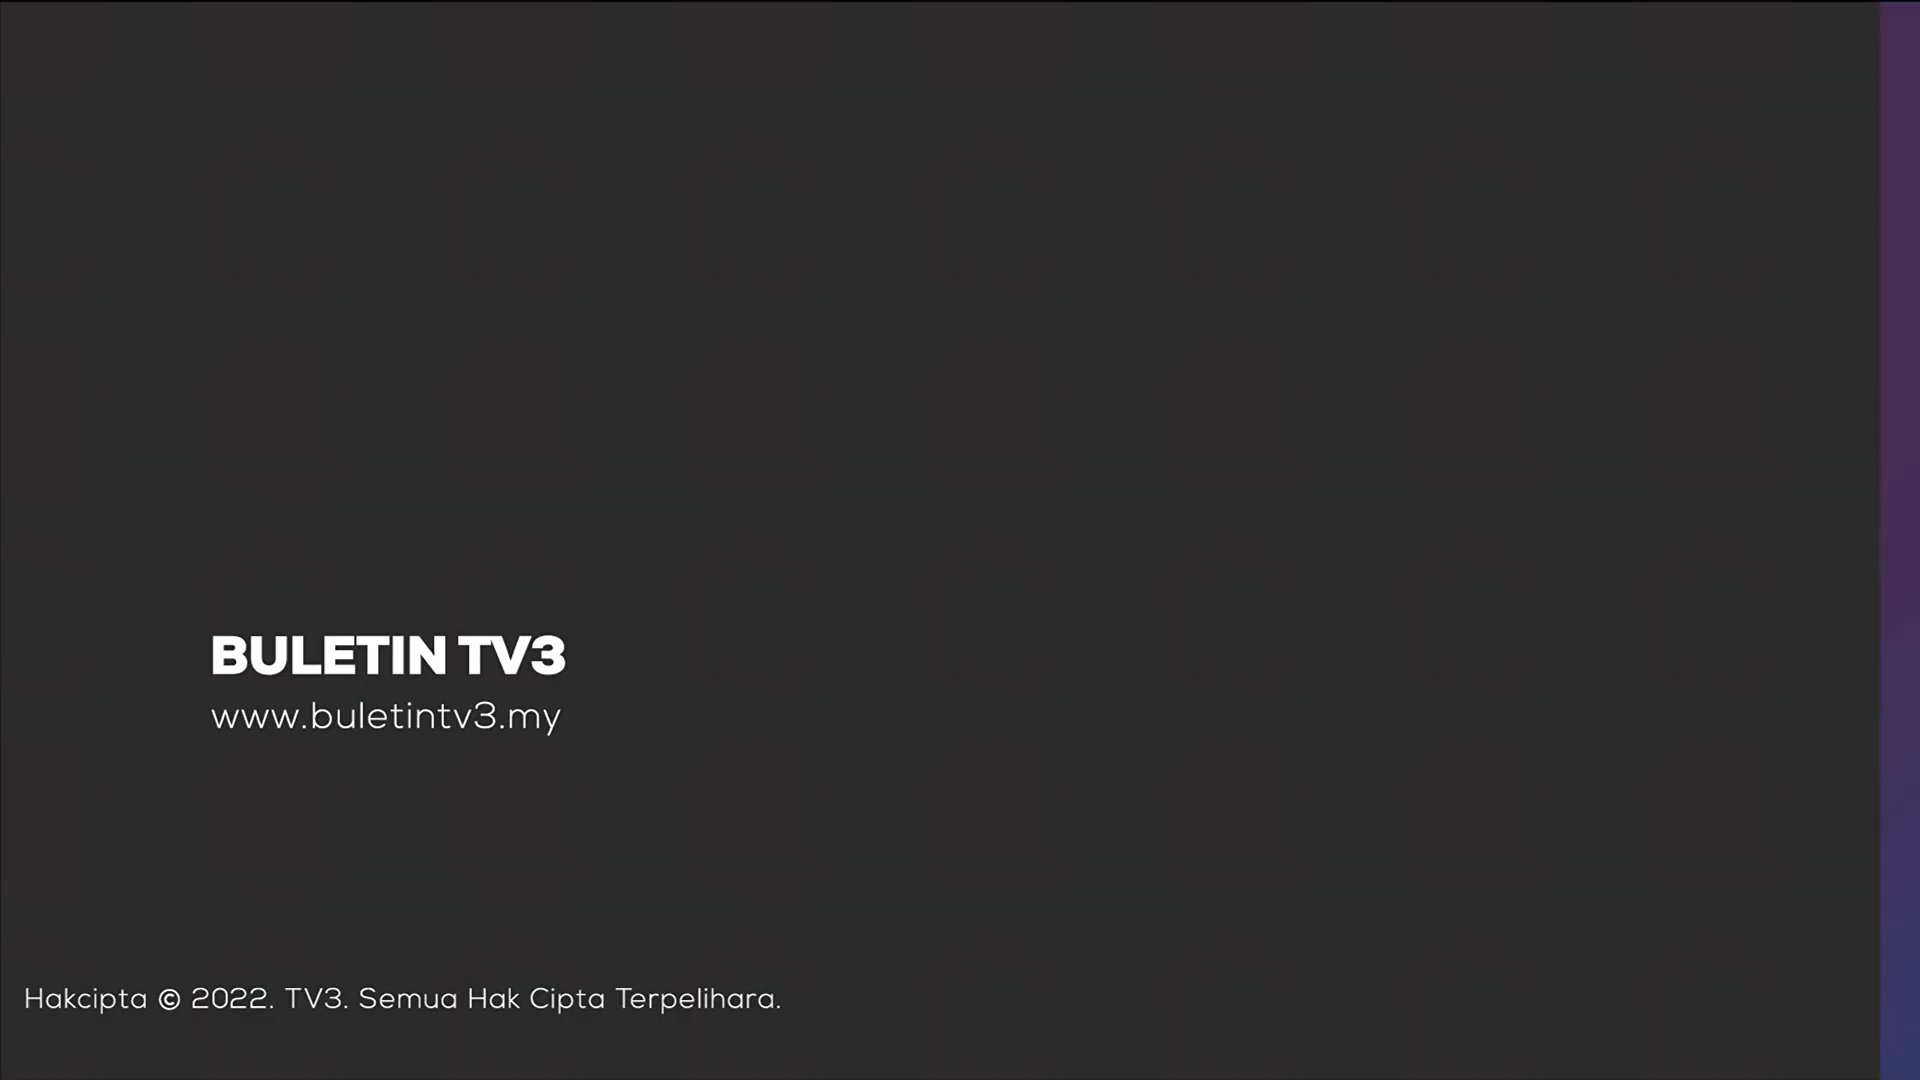 BULETIN TV3
www.buletintv3.my
Hakcipta © 2022. TV3. Semua Hak Cipta Terpelihara.